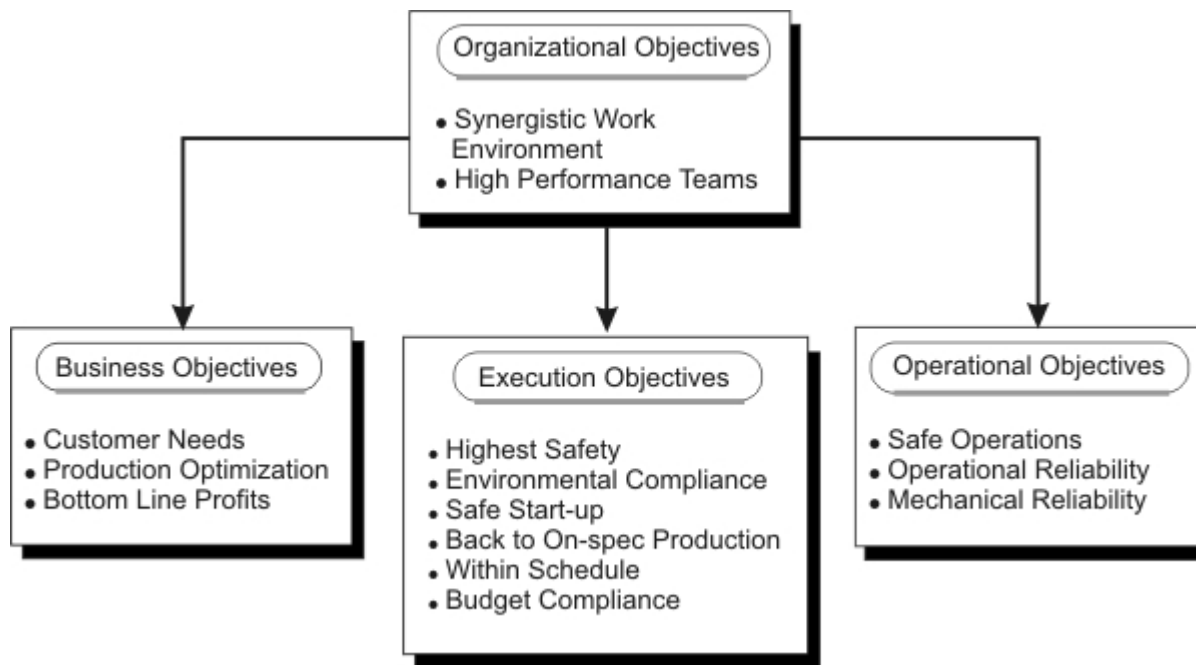 Organizational Objectives
• Synergistic Work
Environment
• High Performance Teams
Business Objectives
• Customer Needs
• Production Optimization
• Bottom Line Profits
Execution Objectives
• Highest Safety
• Environmental Compliance
• Safe Start-up
• Back to On-spec Production
• Within Schedule
• Budget Compliance
Operational Objectives
• Safe Operations
• Operational Reliability
• Mechanical Reliability